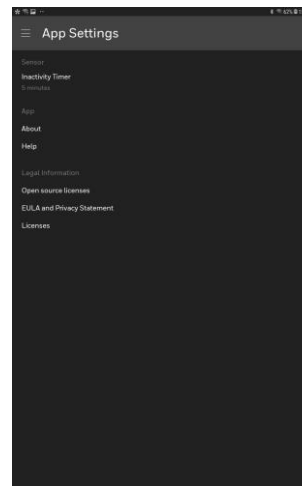 App Settings
Sensor
Inactivity Timer
5 minutes
App
About
Help
Legal Information
Open source licenses
EULA and Privacy Statement
Licenses